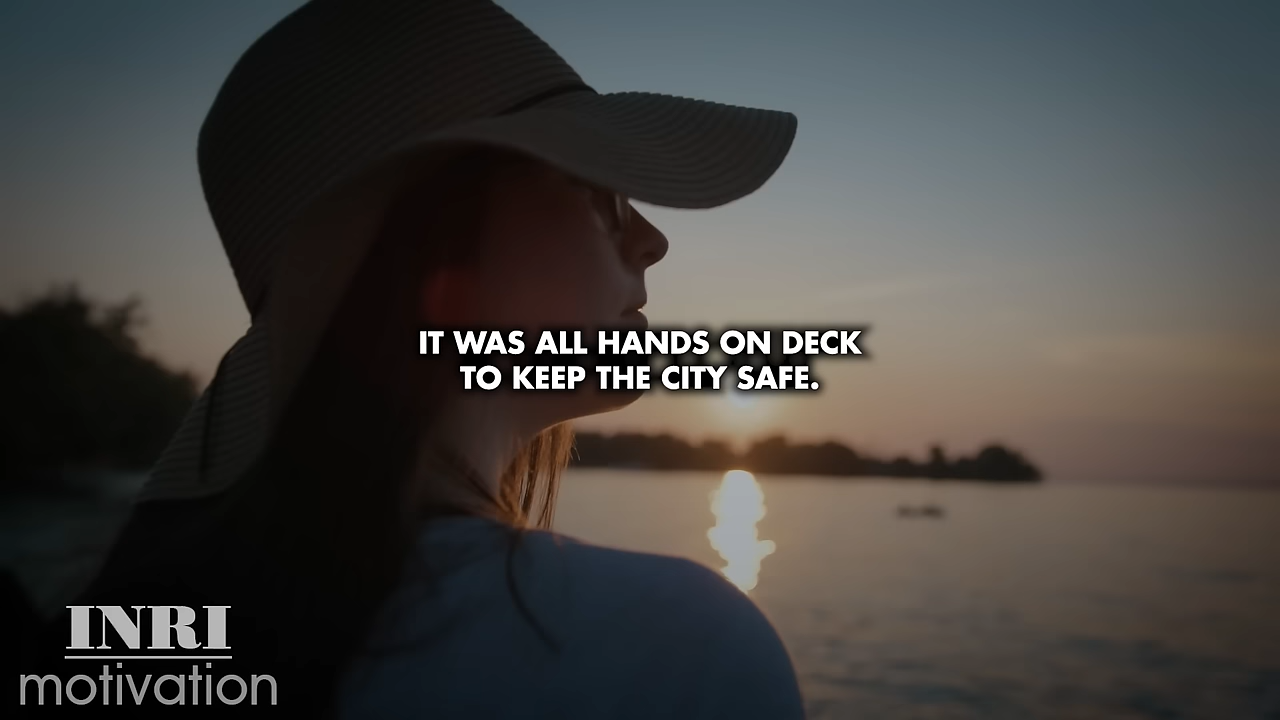 IT WAS ALL HANDS ON DECK
TO KEEP THE CITY SAFE.
INRI
motivation